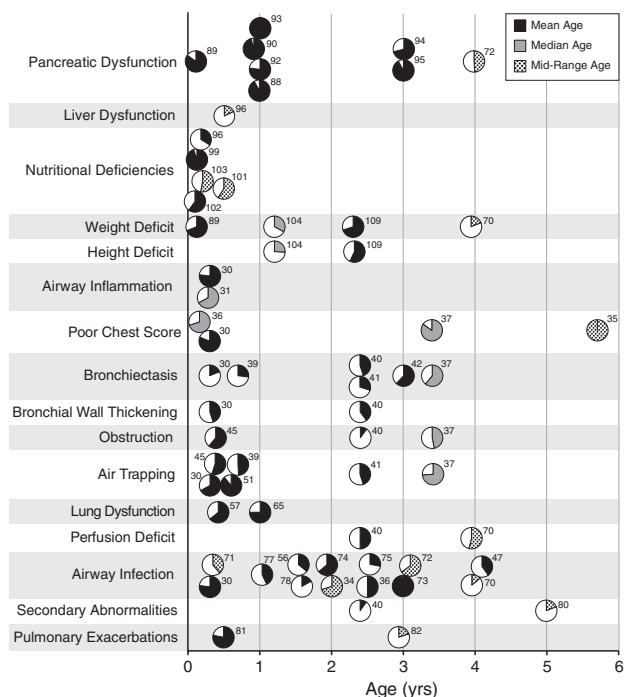 93
Mean Age
Median Age
Mid-Range Age
Pancreatic Dysfunction 89 90 92 88 94 95 72
Liver Dysfunction 96
Nutritional Deficiencies 96 99 103 101 102
Weight Deficit 89 104 109 70
Height Deficit 104 109
Airway Inflammation 30 31
Poor Chest Score 36 30 37 35
Bronchiectasis 30 39 40 41 42 37
Bronchial Wall Thickening 30 40
Obstruction 45 40 37
Air Trapping 45 39 30 51 41 37
Lung Dysfunction 57 65
Perfusion Deficit 40 70
Airway Infection 71 30 77 56 78 74 34 75 36 72 73 47 70
Secondary Abnormalities 40 80
Pulmonary Exacerbations 81 82
0 1 2 3 4 5 6
Age (yrs)